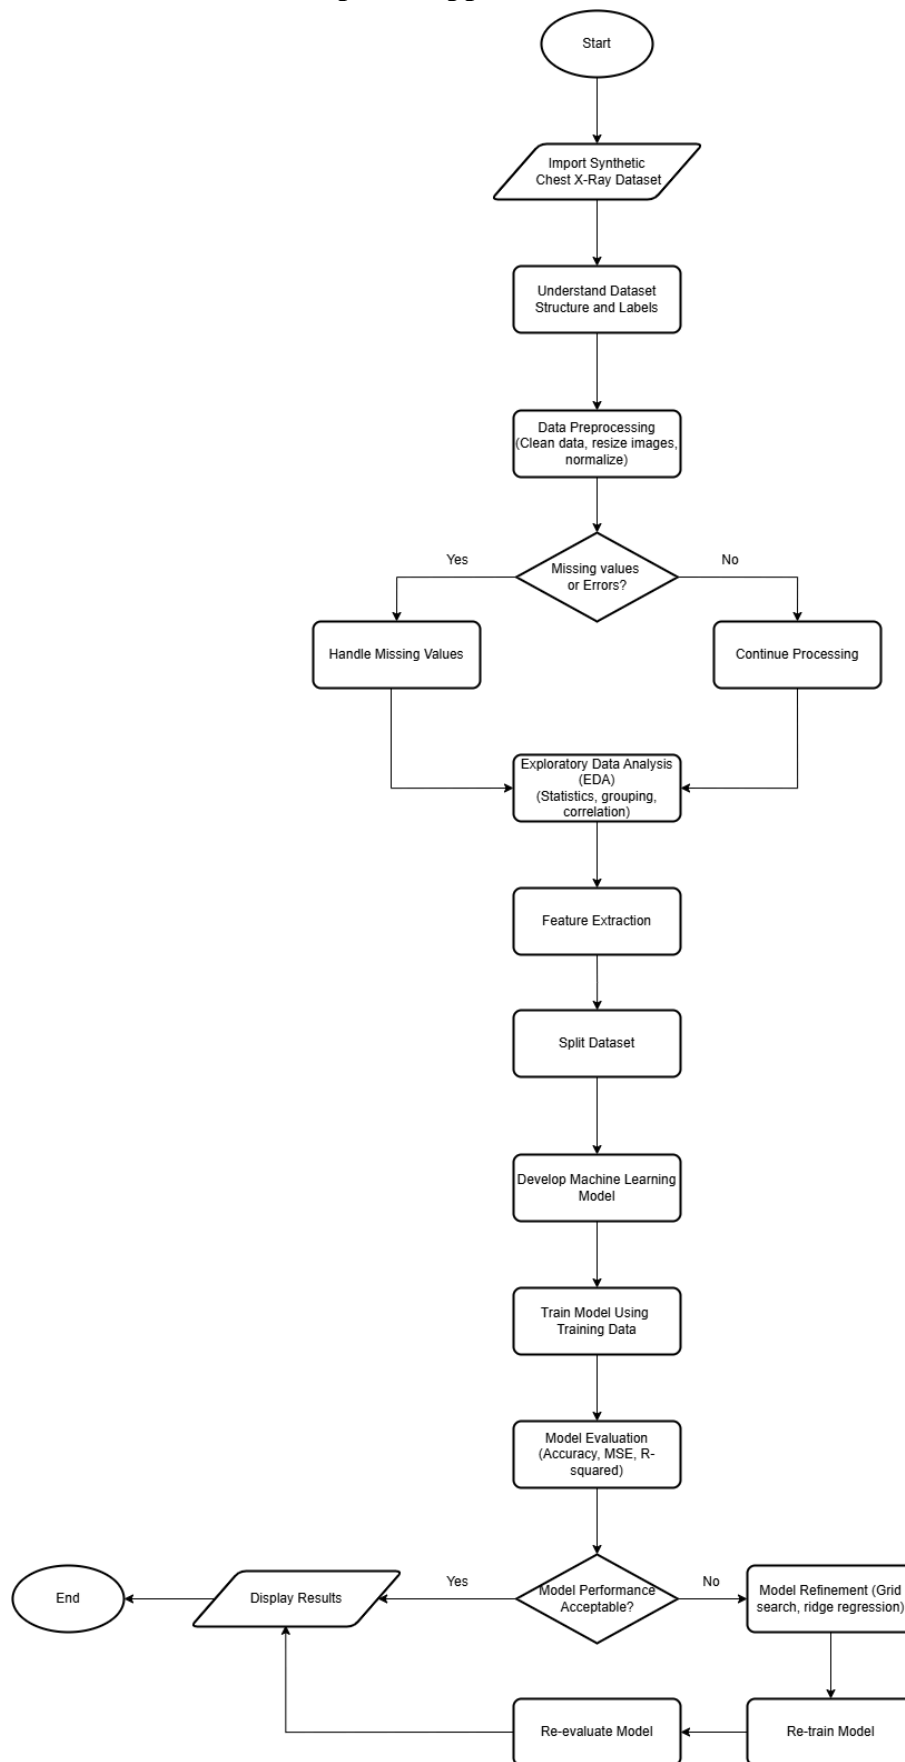 Start
Import Synthetic
Chest X-Ray Dataset
Understand Dataset
Structure and Labels
Data Preprocessing
(Clean data, resize images,
normalize)
Missing values
or Errors?
Yes
No
Handle Missing Values
Continue Processing
Exploratory Data Analysis
(EDA)
(Statistics, grouping,
correlation)
Feature Extraction
Split Dataset
Develop Machine Learning
Model
Train Model Using
Training Data
Model Evaluation
(Accuracy, MSE, R-
squared)
Model Performance
Acceptable?
Yes
No
End
Display Results
Model Refinement (Grid
search, ridge regression)
Re-evaluate Model
Re-train Model